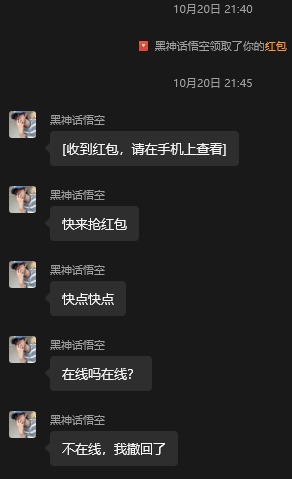 10月20日 21:40
黑神话悟空领取了你的红包
10月20日 21:45
黑神话悟空
[收到红包，请在手机上查看]
黑神话悟空
快来抢红包
黑神话悟空
快点快点
黑神话悟空
在线吗在线？
黑神话悟空
不在线，我撤回了